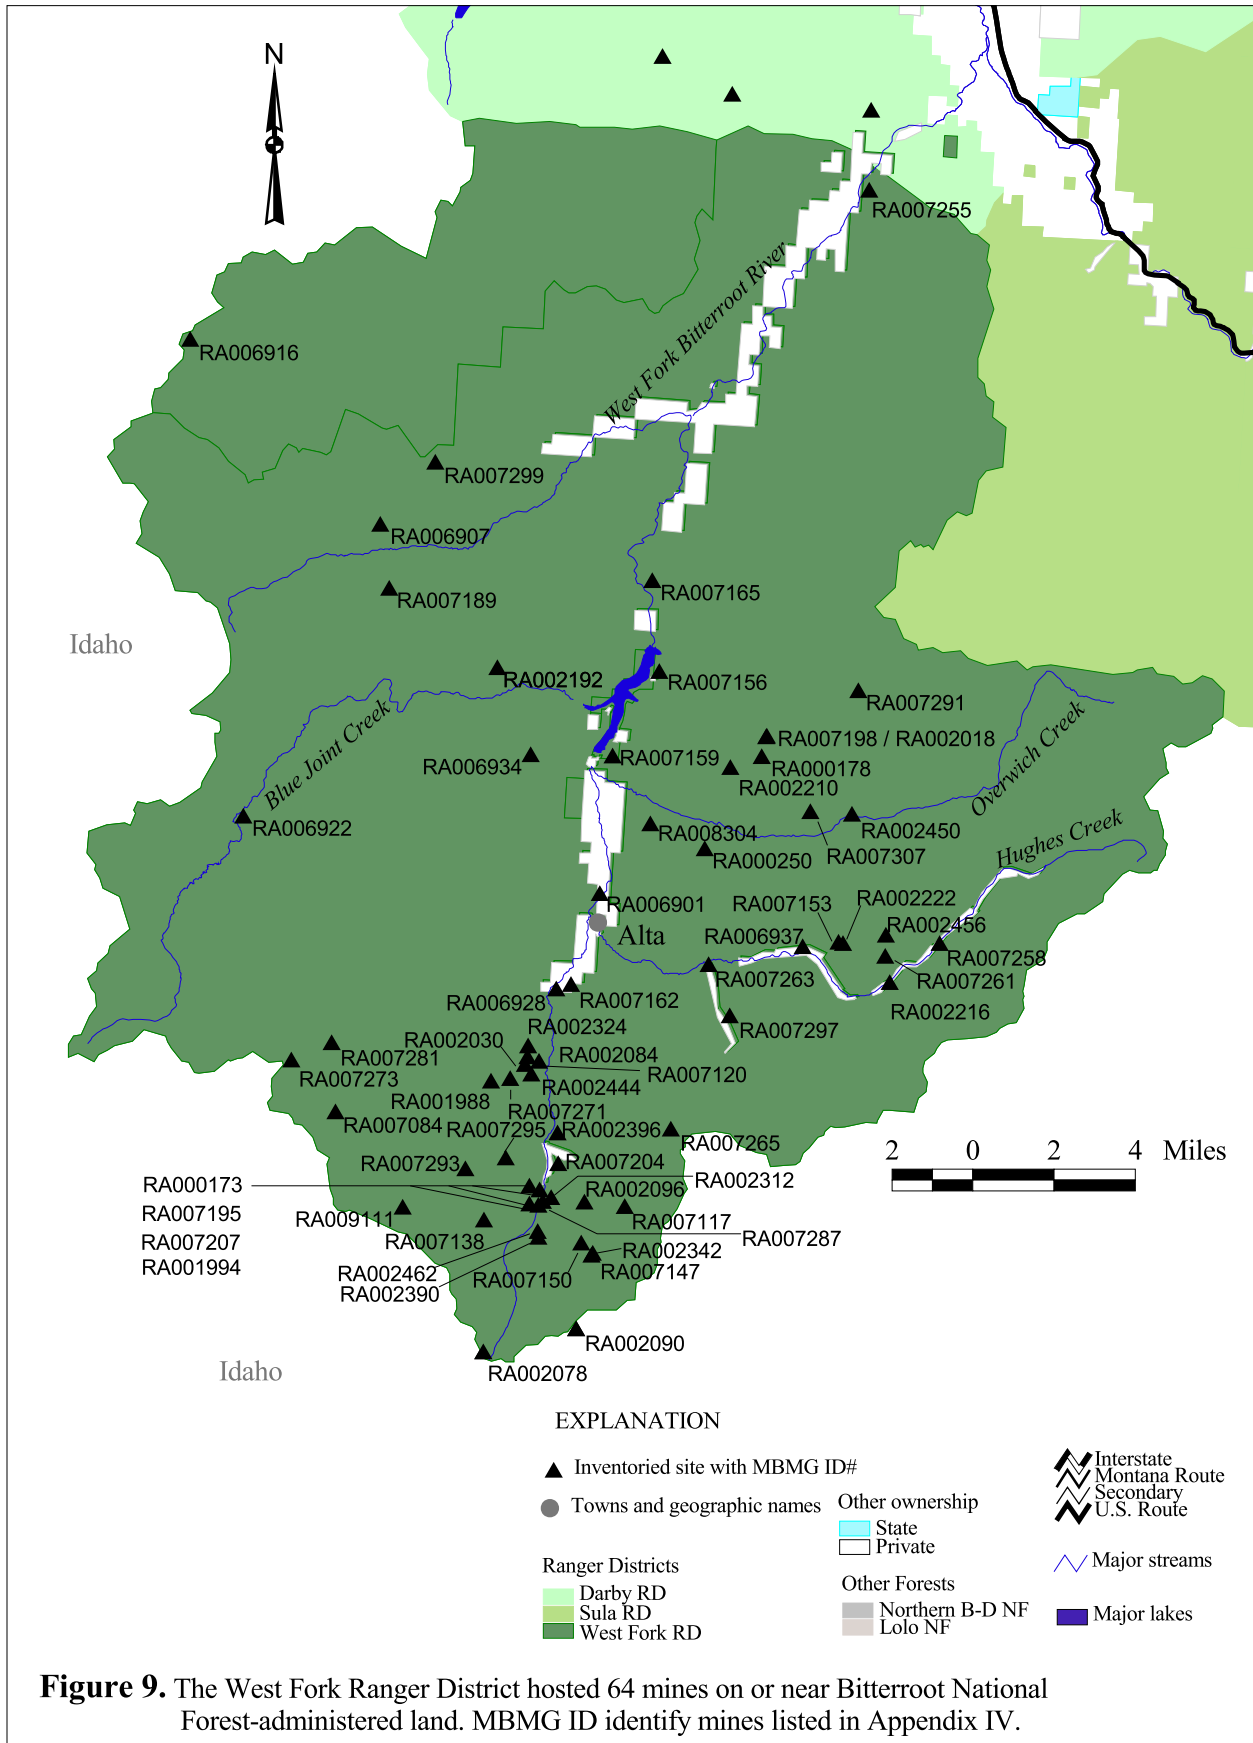 N
RA007255
West Fork Bitterroot River
RA006916
RA007299
RA006907
RA007189
RA007165
Idaho
RA002192
RA007156
RA007291
Blue Joint Creek
Overwich Creek
RA007198 / RA002018
RA006934
RA007159
RA000178
RA002210
RA006922
RA008304
RA002450
RA000250
RA007307
Hughes Creek
RA006901
RA007153
RA002222
RA002456
Alta
RA006937
RA007258
RA007263
RA007261
RA006928
RA007162
RA002216
RA007297
RA002324
RA002030
RA002084
RA007281
RA007120
RA007273
RA002444
RA001988
RA007271
RA007084
RA007295
RA002396
RA007265
2 0 2 4 Miles
RA007293
RA007204
RA002312
RA000173
RA002096
RA007195
RA009111
RA007117
RA007207
RA007138
RA007287
RA001994
RA002342
RA002462
RA007150
RA007147
RA002390
RA002090
Idaho
RA002078
EXPLANATION
Inventoried site with MBMG ID#
Towns and geographic names
Ranger Districts
Darby RD
Sula RD
West Fork RD
Other ownership
State
Private
Other Forests
Northern B-D NF
Lolo NF
Interstate
Montana Route
Secondary
U.S. Route
Major streams
Major lakes
Figure 9. The West Fork Ranger District hosted 64 mines on or near Bitterroot National
Forest-administered land. MBMG ID identify mines listed in Appendix IV.